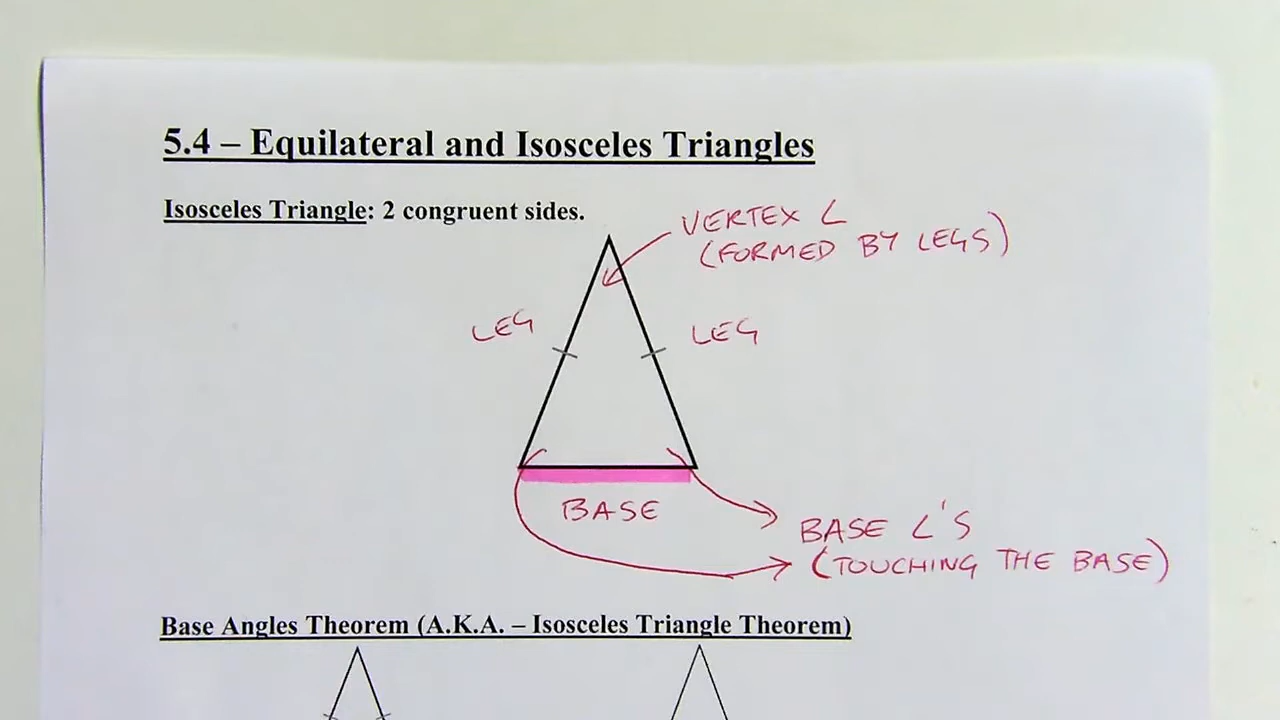 5.4 – Equilateral and Isosceles Triangles
Isosceles Triangle: 2 congruent sides.
VERTEX ∠
(FORMED BY LEGS)
LEG
LEG
BASE
BASE ∠'S
(TOUCHING THE BASE)
Base Angles Theorem (A.K.A. – Isosceles Triangle Theorem)